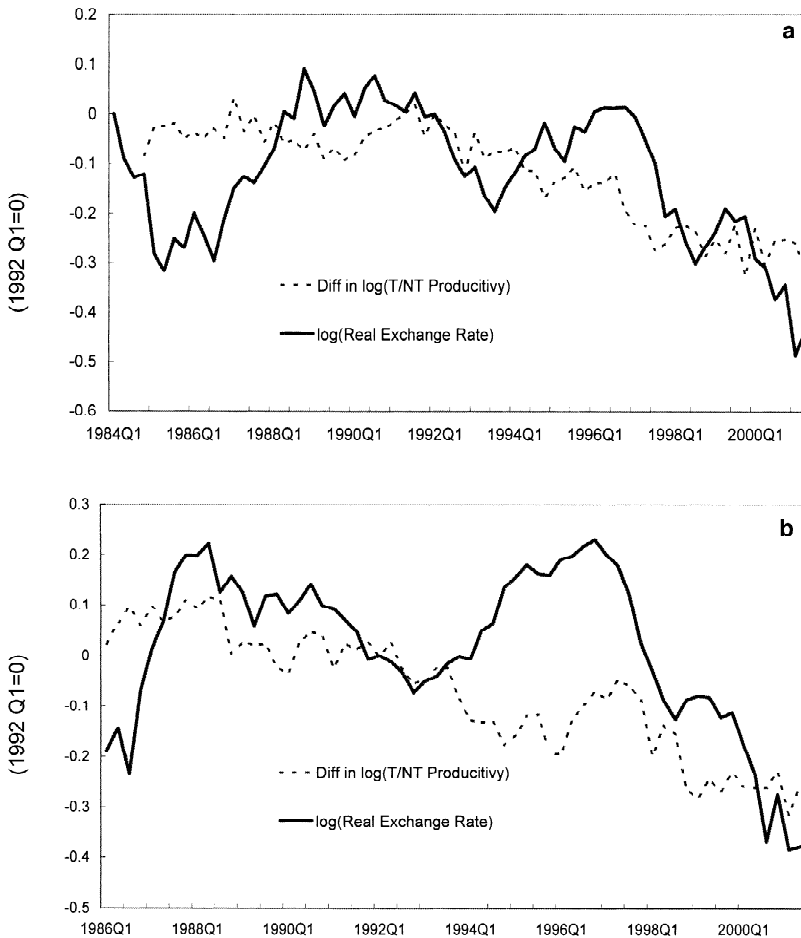 a
0.2
0.1
0
-0.1
-0.2
-0.3
-0.4
-0.5
-0.6
(1992 Q1=0)
Diff in log(T/NT Producitivy)
log(Real Exchange Rate)
1984Q1 1986Q1 1988Q1 1990Q1 1992Q1 1994Q1 1996Q1 1998Q1 2000Q1
b
0.3
0.2
0.1
0
-0.1
-0.2
-0.3
-0.4
-0.5
(1992 Q1=0)
Diff in log(T/NT Producitivy)
log(Real Exchange Rate)
1986Q1 1988Q1 1990Q1 1992Q1 1994Q1 1996Q1 1998Q1 2000Q1